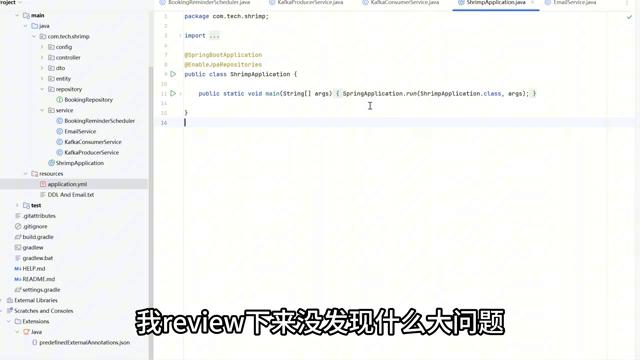 Project
BookingReminderScheduler.java
KafkaProducerService.java
KafkaConsumerService.java
ShrimpApplication.java
EmailService.java
main
java
com.tech.shrimp
config
controller
dto
entity
repository
BookingRepository
service
BookingReminderScheduler
EmailService
KafkaConsumerService
KafkaProducerService
ShrimpApplication
resources
application.yml
DDL And Email.txt
test
.gitattributes
.gitignore
build.gradle
gradlew
gradlew.bat
HELP.md
README.md
settings.gradle
External Libraries
Scratches and Consoles
Extensions
Java
predefinedExternalAnnotations.json
1 package com.tech.shrimp;
2
3 import ...
6
7 @SpringBootApplication
8 @EnableJpaRepositories
9 public class ShrimpApplication {
10
11 public static void main(String[] args) { SpringApplication.run(ShrimpApplication.class, args); }
14
15 }
16
我review下来没发现什么大问题